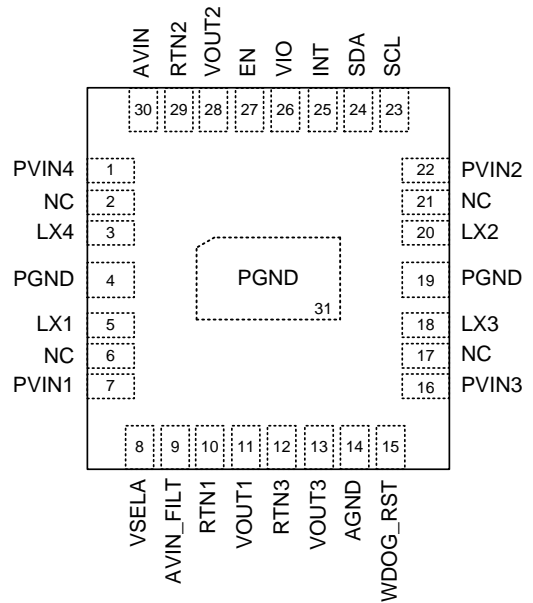 AVIN
RTN2
VOUT2
EN
VIO
INT
SDA
SCL
30 29 28 27 26 25 24 23
PVIN4 1 22 PVIN2
NC 2 21 NC
LX4 3 20 LX2
PGND 4 PGND 19 PGND
31
LX1 5 18 LX3
NC 6 17 NC
PVIN1 7 16 PVIN3
8 9 10 11 12 13 14 15
VSELA
AVIN_FILT
RTN1
VOUT1
RTN3
VOUT3
AGND
WDOG_RST